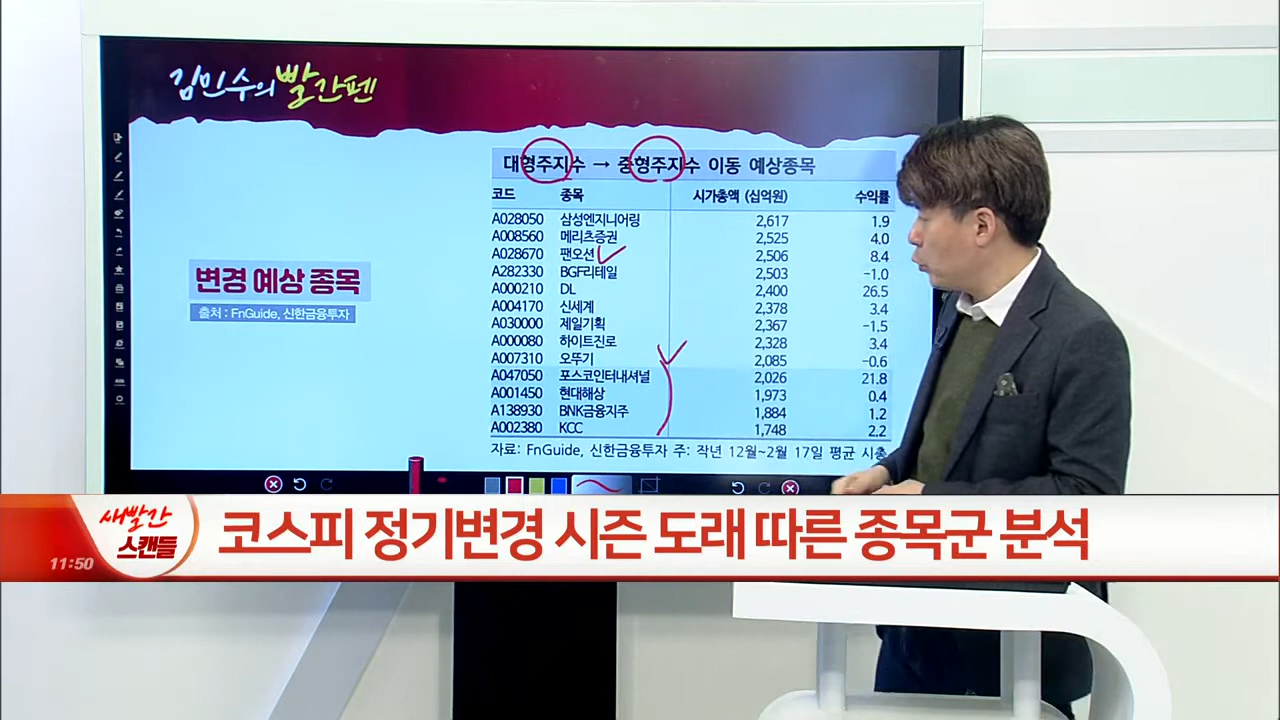 김민수의 빨간펜
대형주지수 → 중형주지수 이동 예상종목
코드 종목 시가총액 (십억원) 수익률
A028050 삼성엔지니어링 2,617 1.9
A008560 메리츠증권 2,525 4.0
A028670 팬오션 2,506 8.4
A282330 BGF리테일 2,503 -1.0
A000210 DL 2,400 26.5
A004170 신세계 2,378 3.4
A030000 제일기획 2,367 -1.5
A000080 하이트진로 2,328 3.4
A007310 오뚜기 2,085 -0.6
A047050 포스코인터내셔널 2,026 21.8
A001450 현대해상 1,973 0.4
A138930 BNK금융지주 1,884 1.2
A002380 KCC 1,748 2.2
자료: FnGuide, 신한금융투자 주: 작년 12월~2월 17일 평균 시총
변경 예상 종목
출처 : FnGuide, 신한금융투자
새빨간
스캔들
11:50
코스피 정기변경 시즌 도래 따른 종목군 분석